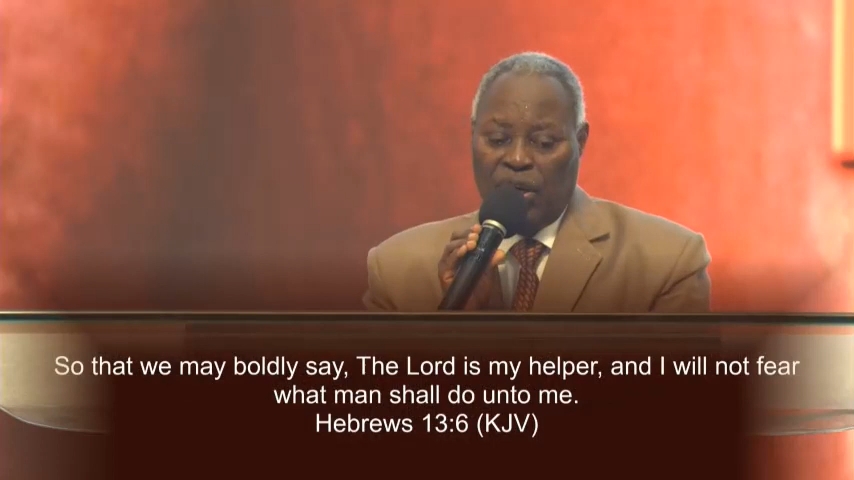 So that we may boldly say, The Lord is my helper, and I will not fear
what man shall do unto me.
Hebrews 13:6 (KJV)